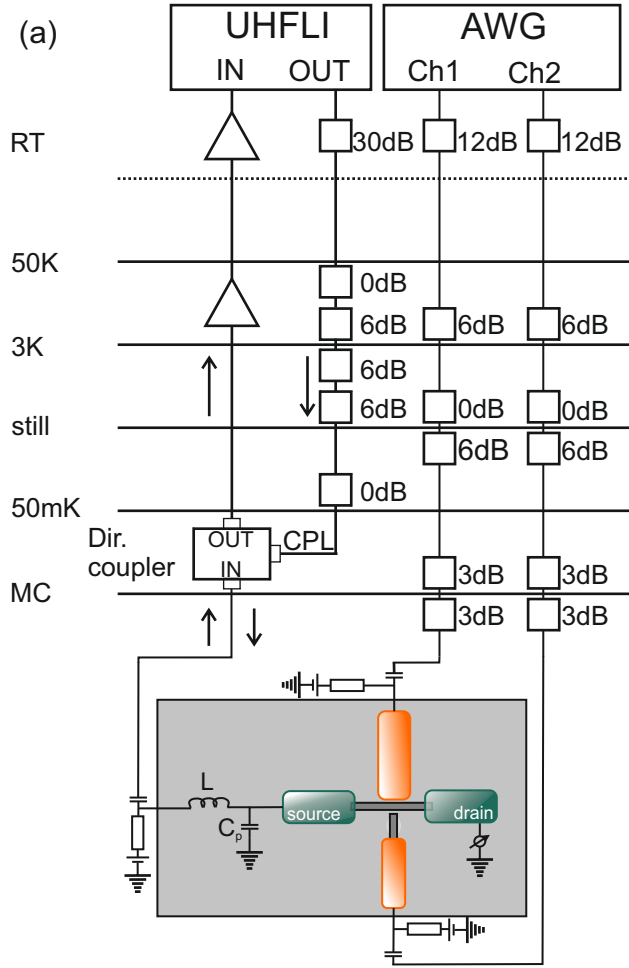 (a)
UHFLI
AWG
IN
OUT
Ch1
Ch2
RT
30dB
12dB
12dB
50K
0dB
6dB
6dB
6dB
3K
6dB
6dB
0dB
0dB
still
6dB
6dB
0dB
50mK
Dir.
coupler
OUT
IN
CPL
3dB
3dB
MC
3dB
3dB
L
Cp
source
drain